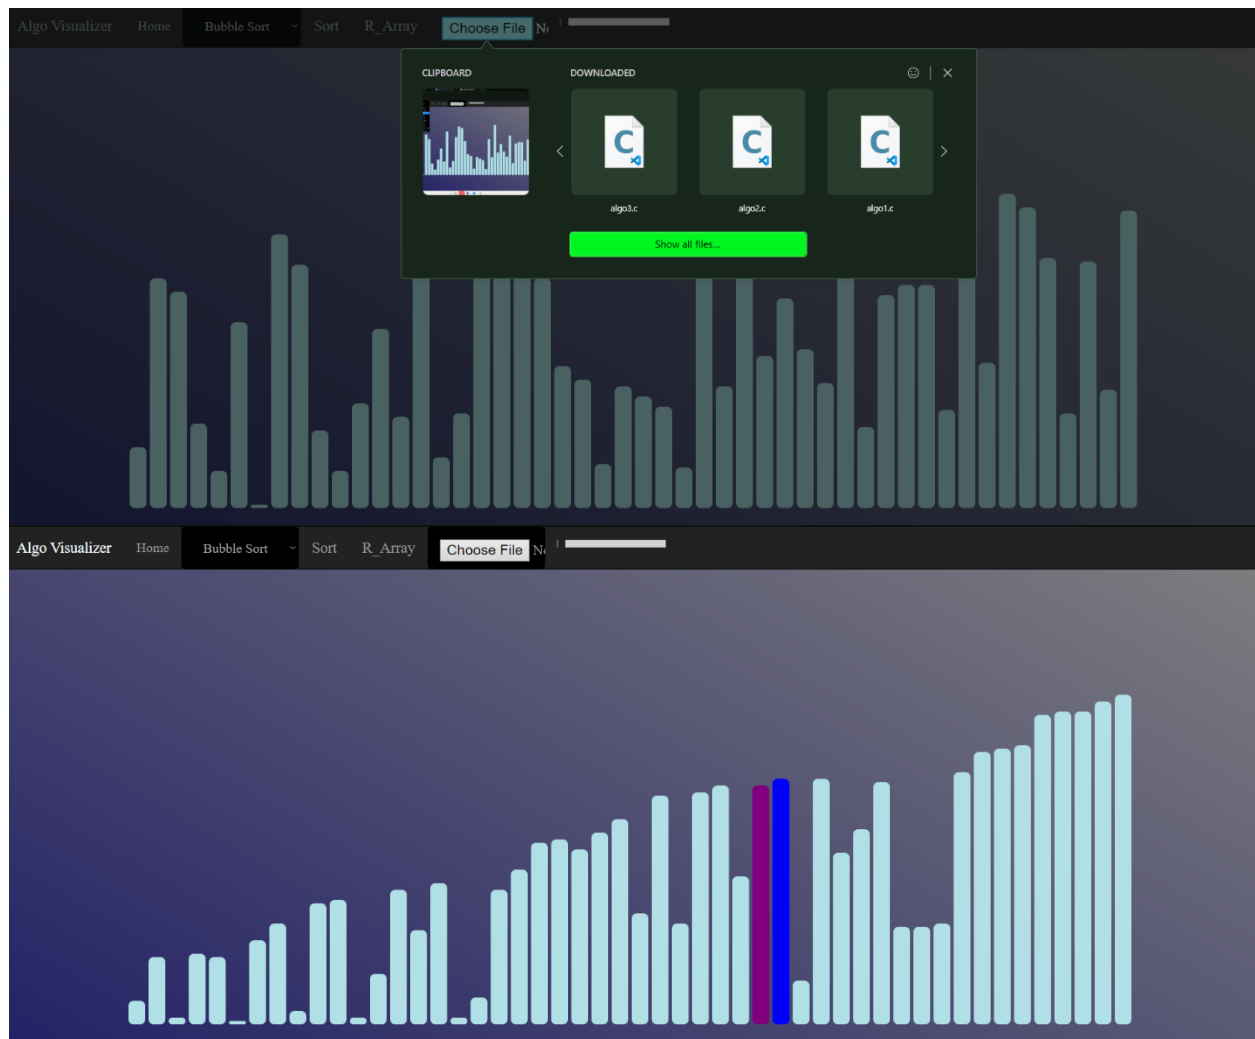 Algo Visualizer Home Bubble Sort Sort R_Array Choose File
CLIPBOARD DOWNLOADED
C C C
algo3.c algo2.c algo1.c
Show all files...
Algo Visualizer Home Bubble Sort Sort R_Array Choose File